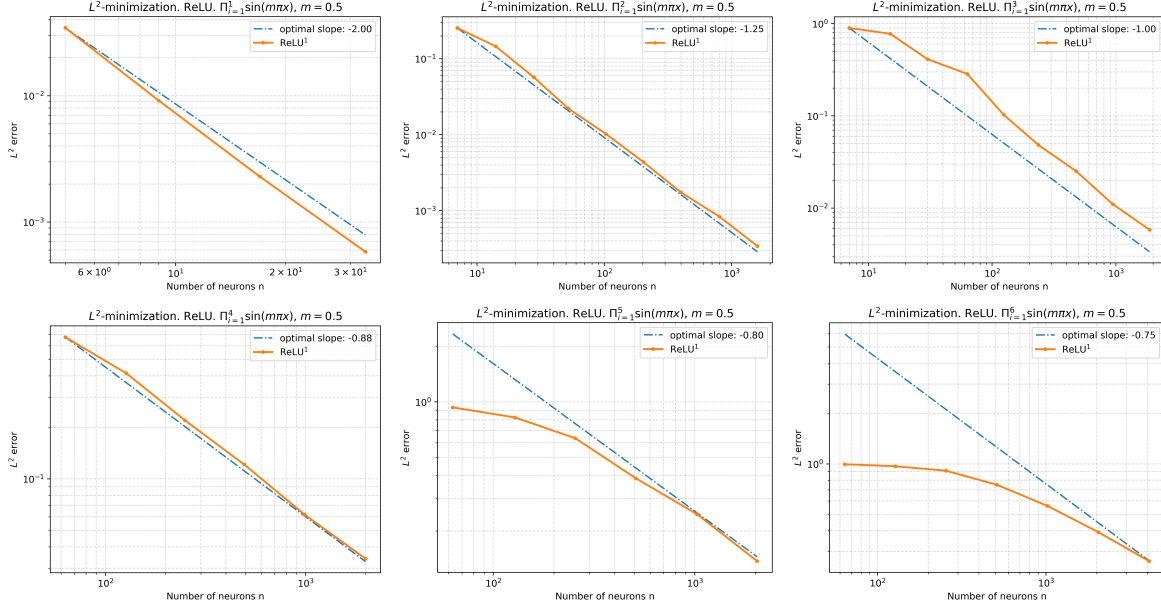 L²-minimization. ReLU. Π¹ᵢ₌₁sin(mπx), m = 0.5
optimal slope: -2.00
ReLU¹
10⁻²
10⁻³
L² error
6 × 10⁰
10¹
2 × 10¹
3 × 10¹
Number of neurons n
L²-minimization. ReLU. Π²ᵢ₌₁sin(mπx), m = 0.5
optimal slope: -1.25
ReLU¹
10⁻¹
10⁻²
10⁻³
L² error
10¹
10²
10³
Number of neurons n
L²-minimization. ReLU. Π³ᵢ₌₁sin(mπx), m = 0.5
optimal slope: -1.00
ReLU¹
10⁰
10⁻¹
10⁻²
L² error
10¹
10²
10³
Number of neurons n
L²-minimization. ReLU. Π⁴ᵢ₌₁sin(mπx), m = 0.5
optimal slope: -0.88
ReLU¹
10⁻¹
L² error
10²
10³
Number of neurons n
L²-minimization. ReLU. Π⁵ᵢ₌₁sin(mπx), m = 0.5
optimal slope: -0.80
ReLU¹
10⁰
L² error
10²
10³
Number of neurons n
L²-minimization. ReLU. Π⁶ᵢ₌₁sin(mπx), m = 0.5
optimal slope: -0.75
ReLU¹
10⁰
L² error
10²
10³
Number of neurons n